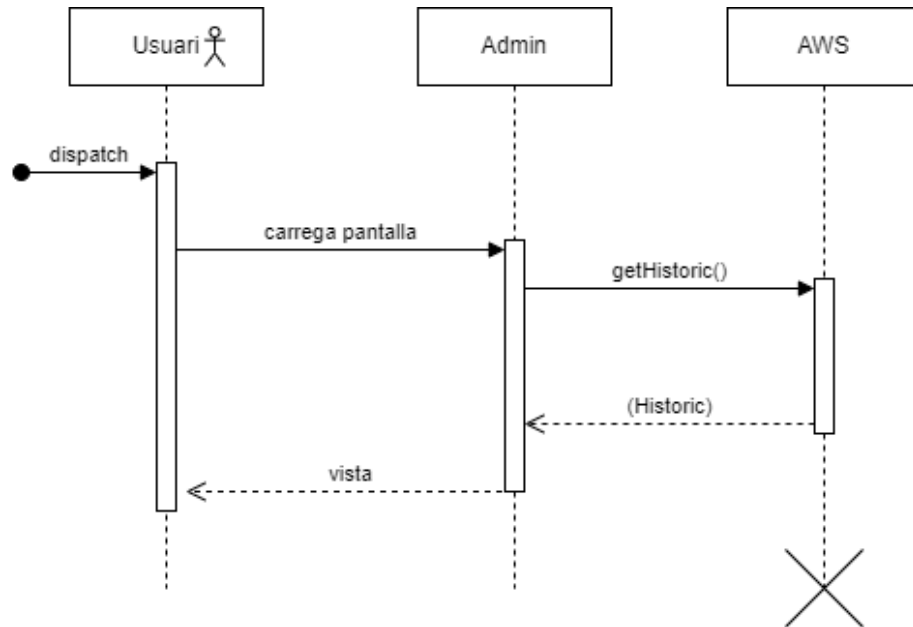 Usuari
Admin
AWS
dispatch
carrega pantalla
getHistoric()
(Historic)
vista